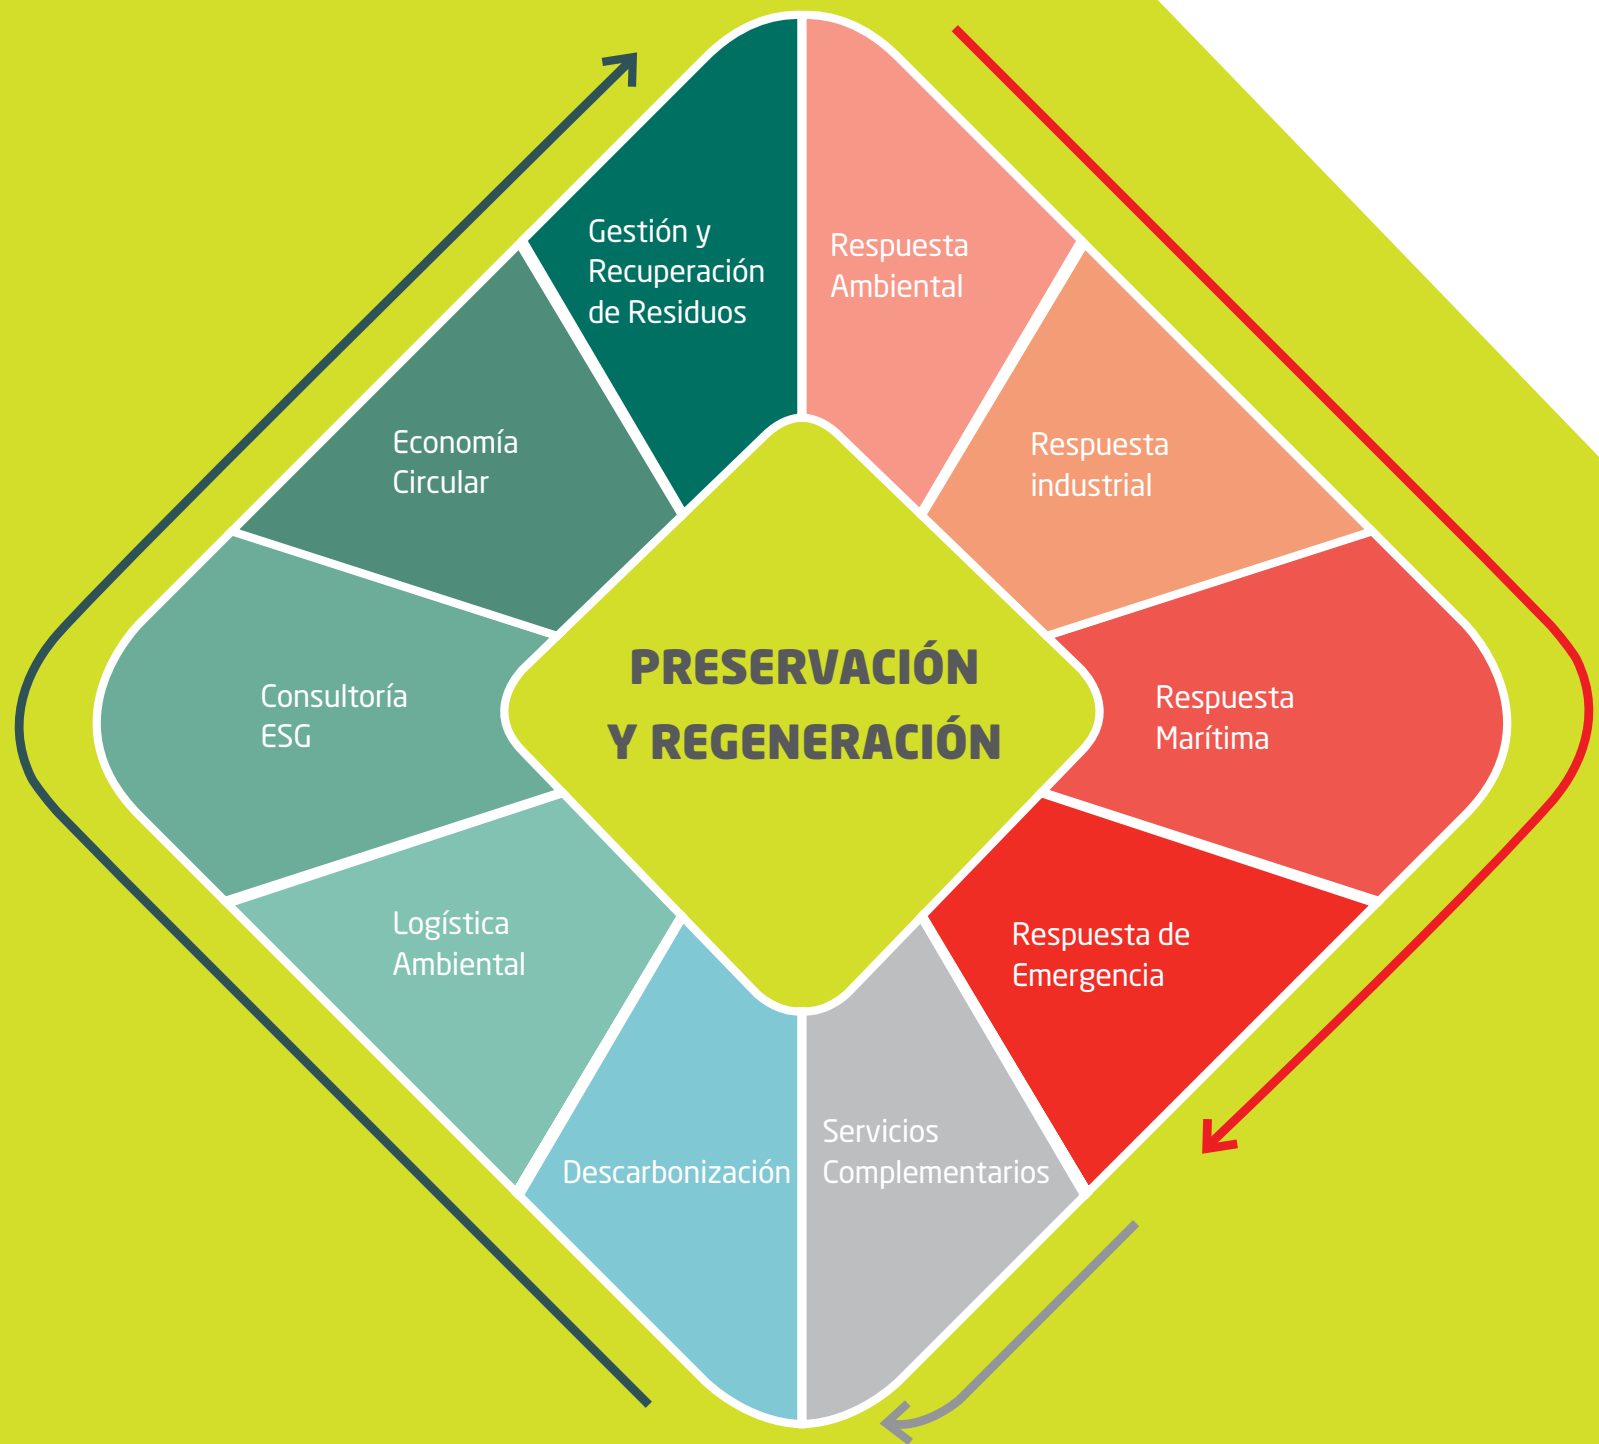 Gestión y
Recuperación
de Residuos
Respuesta
Ambiental
Respuesta
industrial
Respuesta
Marítima
Respuesta de
Emergencia
Servicios
Complementarios
Descarbonización
Logística
Ambiental
Consultoría
ESG
Economía
Circular
PRESERVACIÓN
Y REGENERACIÓN